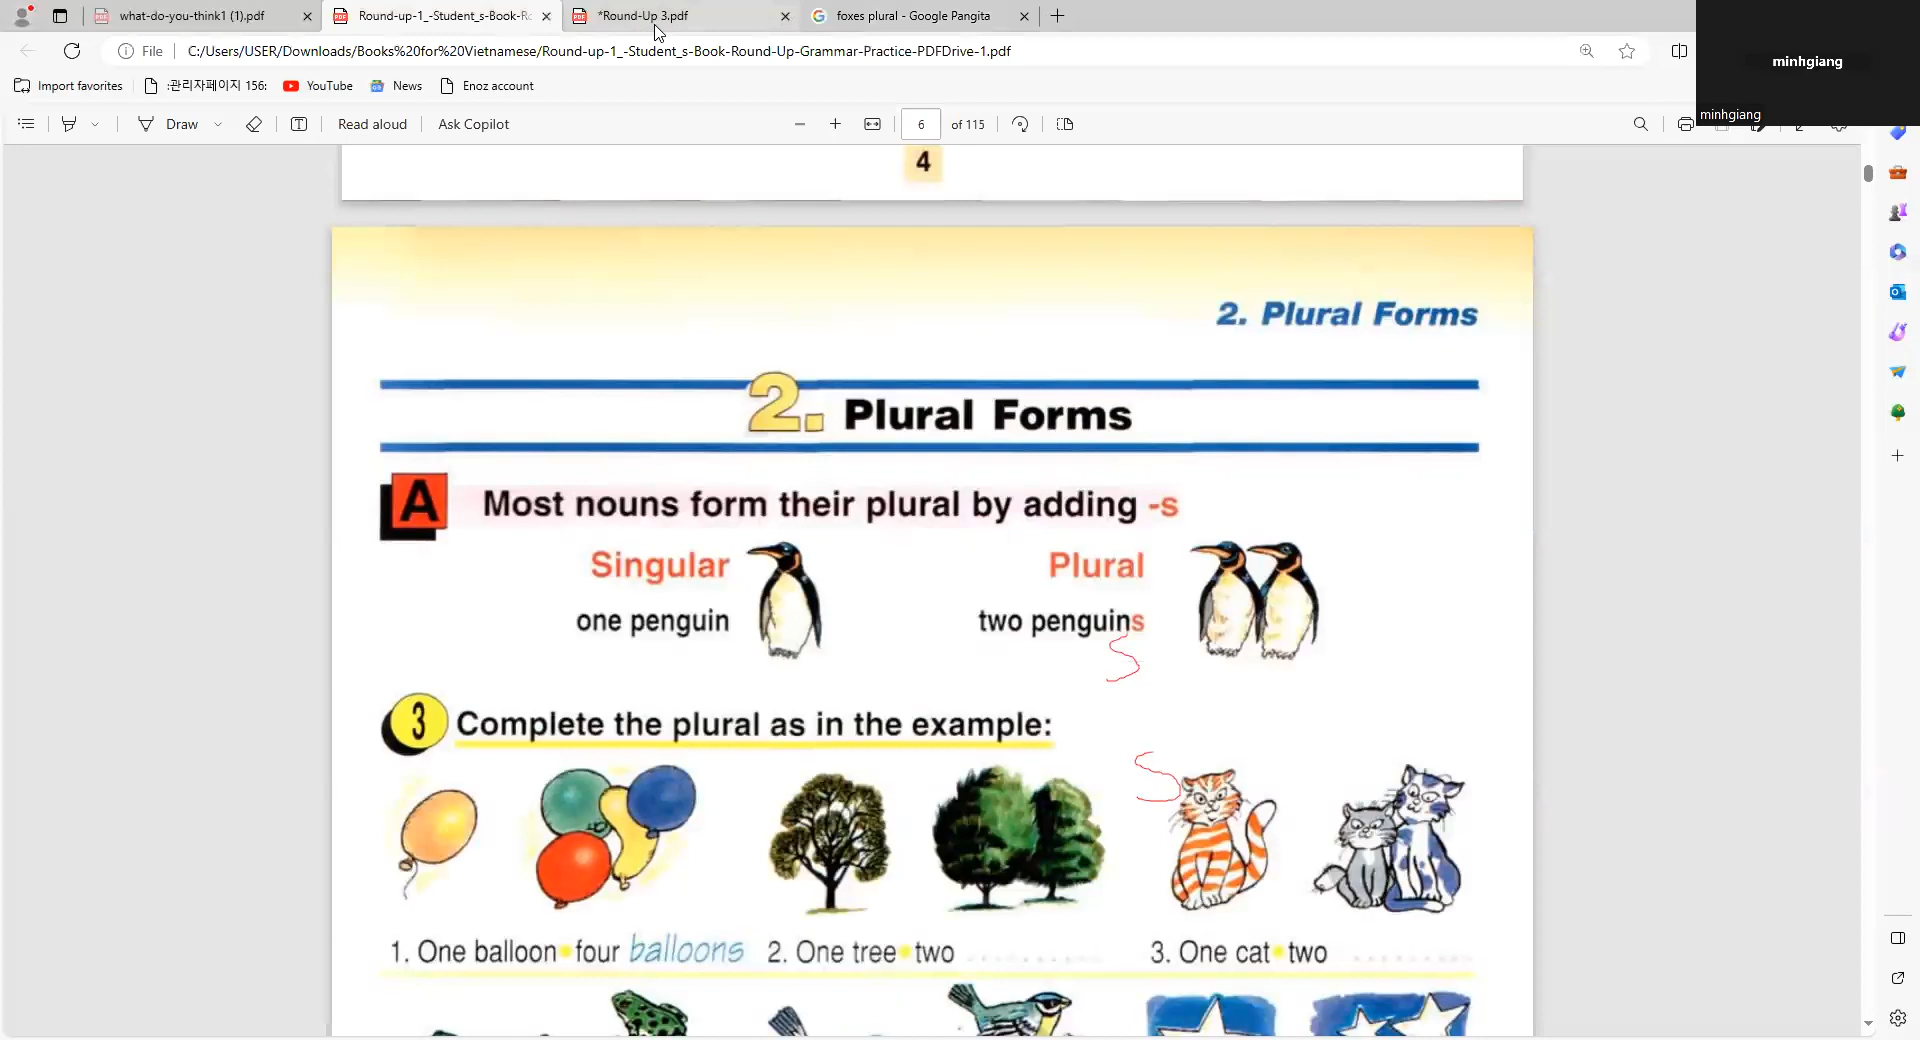 what-do-you-think1 (1).pdf
Round-up-1_-Student_s-Book-Ro
*Round-Up 3.pdf
foxes plural - Google Pangita
File
C:/Users/USER/Downloads/Books%20for%20Vietnamese/Round-up-1_-Student_s-Book-Round-Up-Grammar-Practice-PDFDrive-1.pdf
minhgiang
minhgiang
Import favorites
:관리자페이지 156:
YouTube
News
Enoz account
Draw
Read aloud
Ask Copilot
6 of 115
4
2. Plural Forms
2. Plural Forms
A Most nouns form their plural by adding -s
Singular Plural
one penguin two penguins
S
3 Complete the plural as in the example:
S
1. One balloon • four balloons 2. One tree • two .......... 3. One cat • two ..........